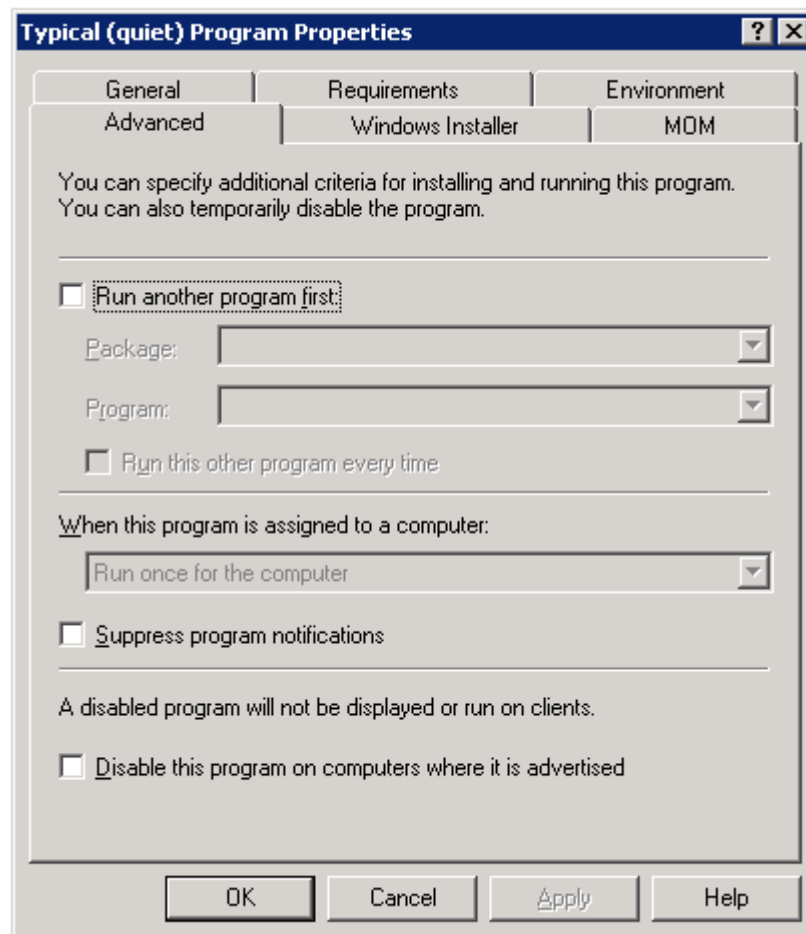 Typical (quiet) Program Properties
General Requirements Environment
Advanced Windows Installer MOM
You can specify additional criteria for installing and running this program.
You can also temporarily disable the program.
Run another program first:
Package:
Program:
Run this other program every time
When this program is assigned to a computer:
Run once for the computer
Suppress program notifications
A disabled program will not be displayed or run on clients.
Disable this program on computers where it is advertised
OK Cancel Apply Help